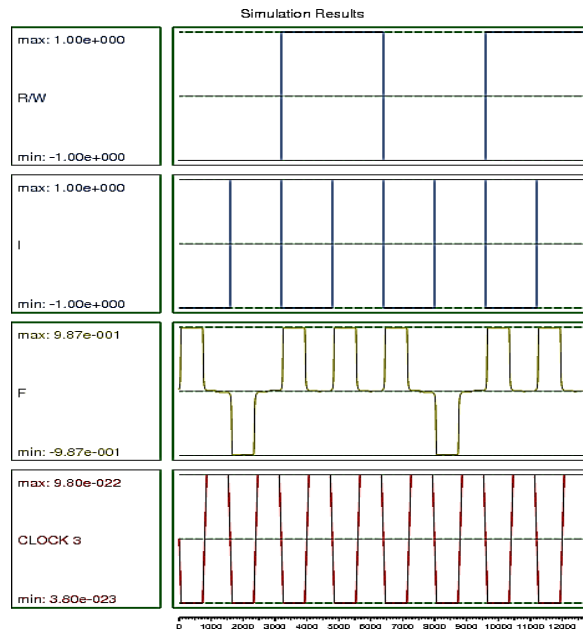 Simulation Results
max: 1.00e+000
R/W
min: -1.00e+000
max: 1.00e+000
I
min: -1.00e+000
max: 9.87e-001
F
min: -9.87e-001
max: 9.80e-022
CLOCK 3
min: 3.80e-023
0 1000 2000 3000 4000 5000 6000 7000 8000 9000 10000 11000 12000